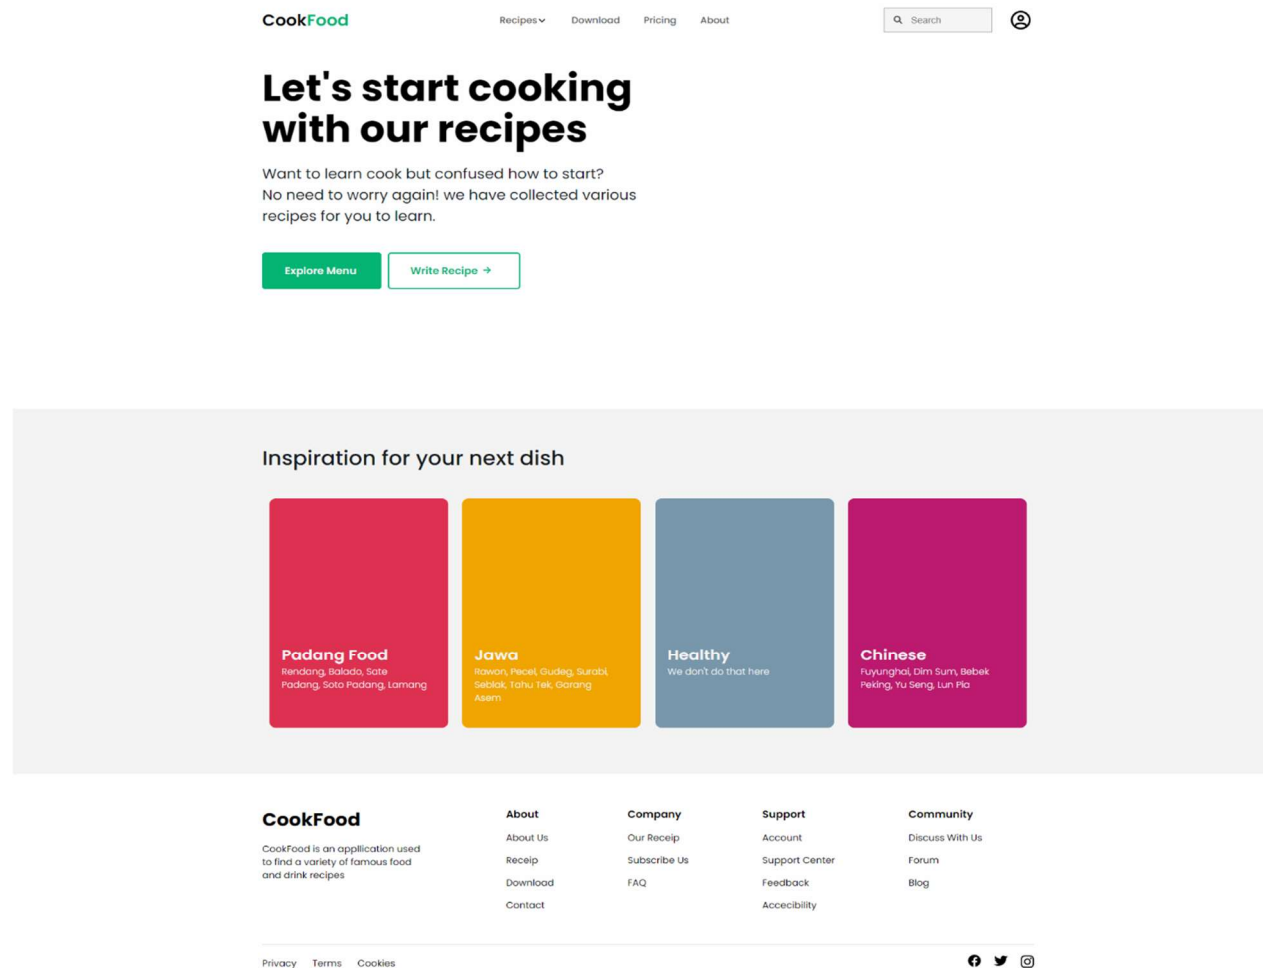 CookFood
Recipes
Download
Pricing
About
Search
Let's start cooking
with our recipes
Want to learn cook but confused how to start?
No need to worry again! we have collected various
recipes for you to learn.
Explore Menu
Write Recipe →
Inspiration for your next dish
Padang Food
Rendang, Balado, Sate
Padang, Soto Padang, Lamang
Jawa
Rawon, Pecel, Gudeg, Surabi,
Seblak, Tahu Tek, Garang
Asem
Healthy
We don't do that here
Chinese
Fuyunghai, Dim Sum, Bebek
Peking, Yu Seng, Lun Pia
CookFood
CookFood is an appllication used
to find a variety of famous food
and drink recipes
About
About Us
Receip
Download
Contact
Company
Our Receip
Subscribe Us
FAQ
Support
Account
Support Center
Feedback
Accecibility
Community
Discuss With Us
Forum
Blog
Privacy
Terms
Cookies